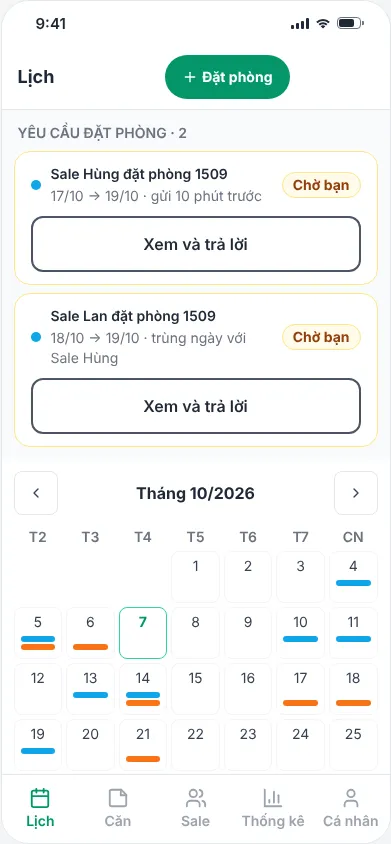 9:41
Lịch
+ Đặt phòng
YÊU CẦU ĐẶT PHÒNG · 2
Sale Hùng đặt phòng 1509
17/10 → 19/10 · gửi 10 phút trước
Chờ bạn
Xem và trả lời
Sale Lan đặt phòng 1509
18/10 → 19/10 · trùng ngày với
Sale Hùng
Chờ bạn
Xem và trả lời
Tháng 10/2026
T2 T3 T4 T5 T6 T7 CN
1 2 3 4
5 6 7 8 9 10 11
12 13 14 15 16 17 18
19 20 21 22 23 24 25
Lịch Căn Sale Thống kê Cá nhân